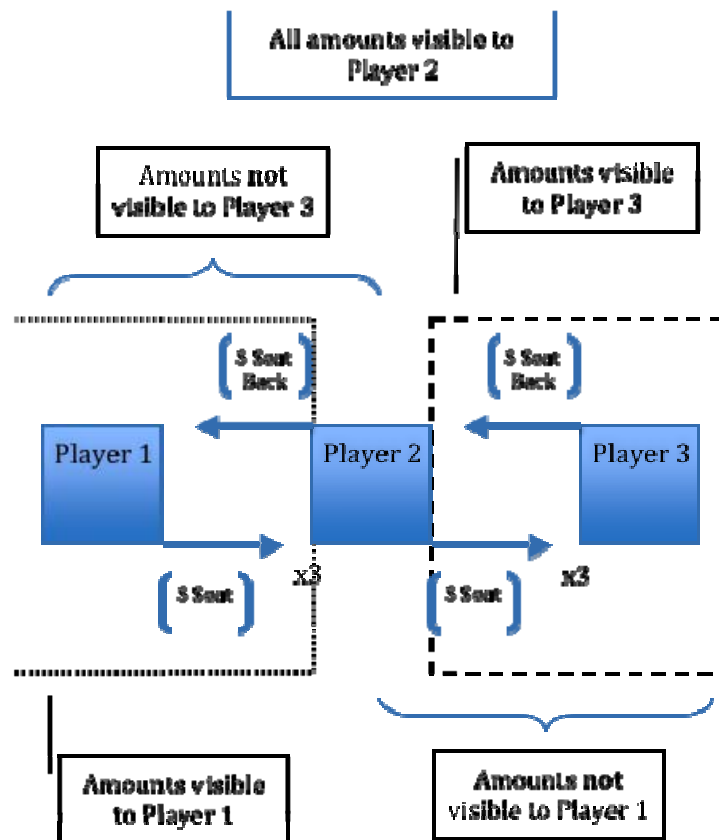 All amounts visible to
Player 2
Amounts not
visible to Player 3
Amounts visible
to Player 3
$ Sent
Back
$ Sent
Back
Player 1
Player 2
Player 3
x3
x3
$ Sent
$ Sent
Amounts visible
to Player 1
Amounts not
visible to Player 1